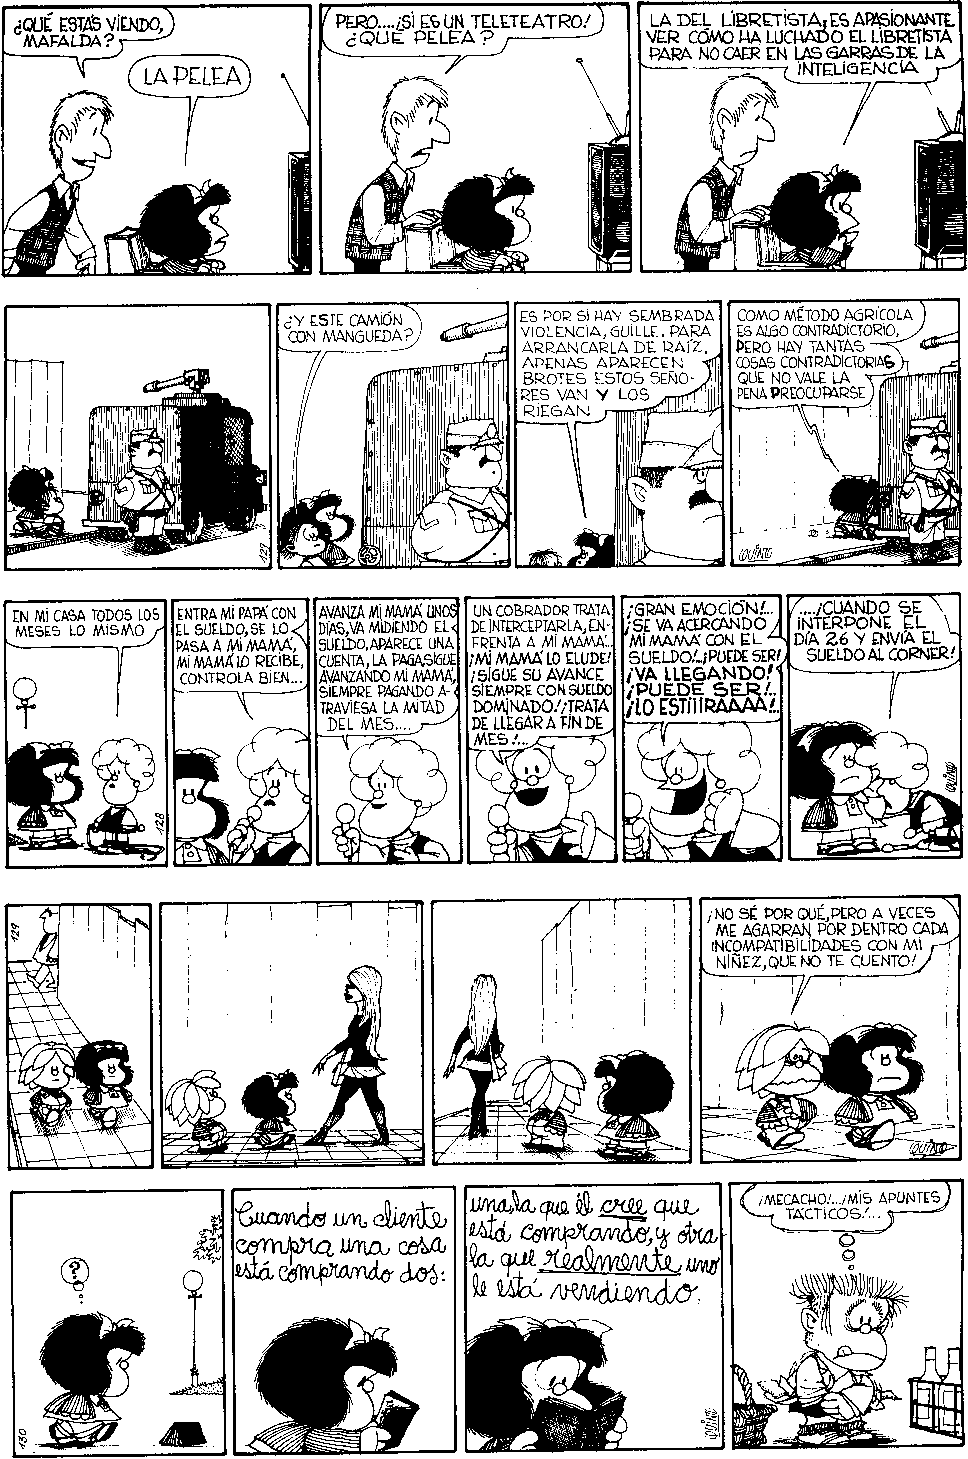 ¿QUÉ ESTÁS VIENDO,
MAFALDA?
LA PELEA
PERO....¡SI ES UN TELETEATRO!
¿QUÉ PELEA?
LA DEL LIBRETISTA, ES APASIONANTE
VER CÓMO HA LUCHADO EL LIBRETISTA
PARA NO CAER EN LAS GARRAS DE LA
INTELIGENCIA
127
¿Y ESTE CAMIÓN
CON MANGUEDA?
ES POR SI HAY SEMBRADA
VIOLENCIA, GUILLE. PARA
ARRANCARLA DE RAÍZ,
APENAS APARECEN
BROTES ESTOS SEÑO-
RES VAN Y LOS
RIEGAN
COMO MÉTODO AGRÍCOLA
ES ALGO CONTRADICTORIO,
PERO HAY TANTAS
COSAS CONTRADICTORIAS
QUE NO VALE LA
PENA PREOCUPARSE
QUINO
EN MI CASA TODOS LOS
MESES LO MISMO
128
ENTRA MI PAPÁ CON
EL SUELDO, SE LO
PASA A MI MAMÁ,
MI MAMÁ LO RECIBE,
CONTROLA BIEN...
AVANZA MI MAMÁ UNOS
DÍAS, VA MIDIENDO EL
SUELDO, APARECE UNA
CUENTA, LA PAGA, SIGUE
AVANZANDO MI MAMÁ,
SIEMPRE PAGANDO A-
TRAVIESA LA MITAD
DEL MES....
UN COBRADOR TRATA
DE INTERCEPTARLA, EN-
FRENTA A MI MAMÁ...
¡MI MAMÁ LO ELUDE!
¡SIGUE SU AVANCE
SIEMPRE CON SUELDO
DOMINADO! ¡TRATA
DE LLEGAR A FIN DE
MES!...
¡GRAN EMOCIÓN!..
¡SE VA ACERCANDO
MI MAMÁ CON EL
SUELDO!..¡PUEDE SER!
¡VA LLEGANDO!
¡PUEDE SER!..
¡LO ESTIIIRAAAA!..
....¡CUANDO SE
INTERPONE EL
DÍA 26 Y ENVÍA EL
SUELDO AL CORNER!
QUINO
129
¡NO SÉ POR QUÉ, PERO A VECES
ME AGARRAN POR DENTRO CADA
INCOMPATIBILIDADES CON MI
NIÑEZ, QUE NO TE CUENTO!
QUINO
?
130
Cuando un cliente
compra una cosa
está comprando dos:
una, la que él cree que
está comprando, y otra
la que realmente uno
le está vendiendo.
QUINO
¡MECACHO!...¡MIS APUNTES
TÁCTICOS!...